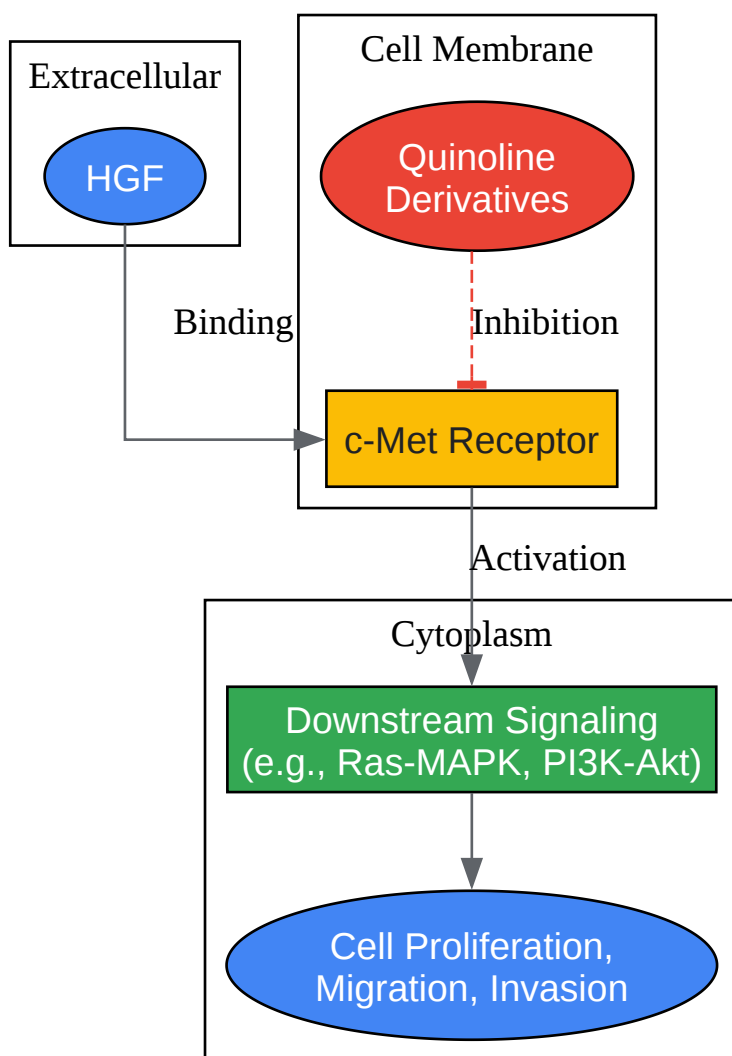 Extracellular
HGF
Cell Membrane
Quinoline
Derivatives
Binding
Inhibition
c-Met Receptor
Activation
Cytoplasm
Downstream Signaling
(e.g., Ras-MAPK, PI3K-Akt)
Cell Proliferation,
Migration, Invasion